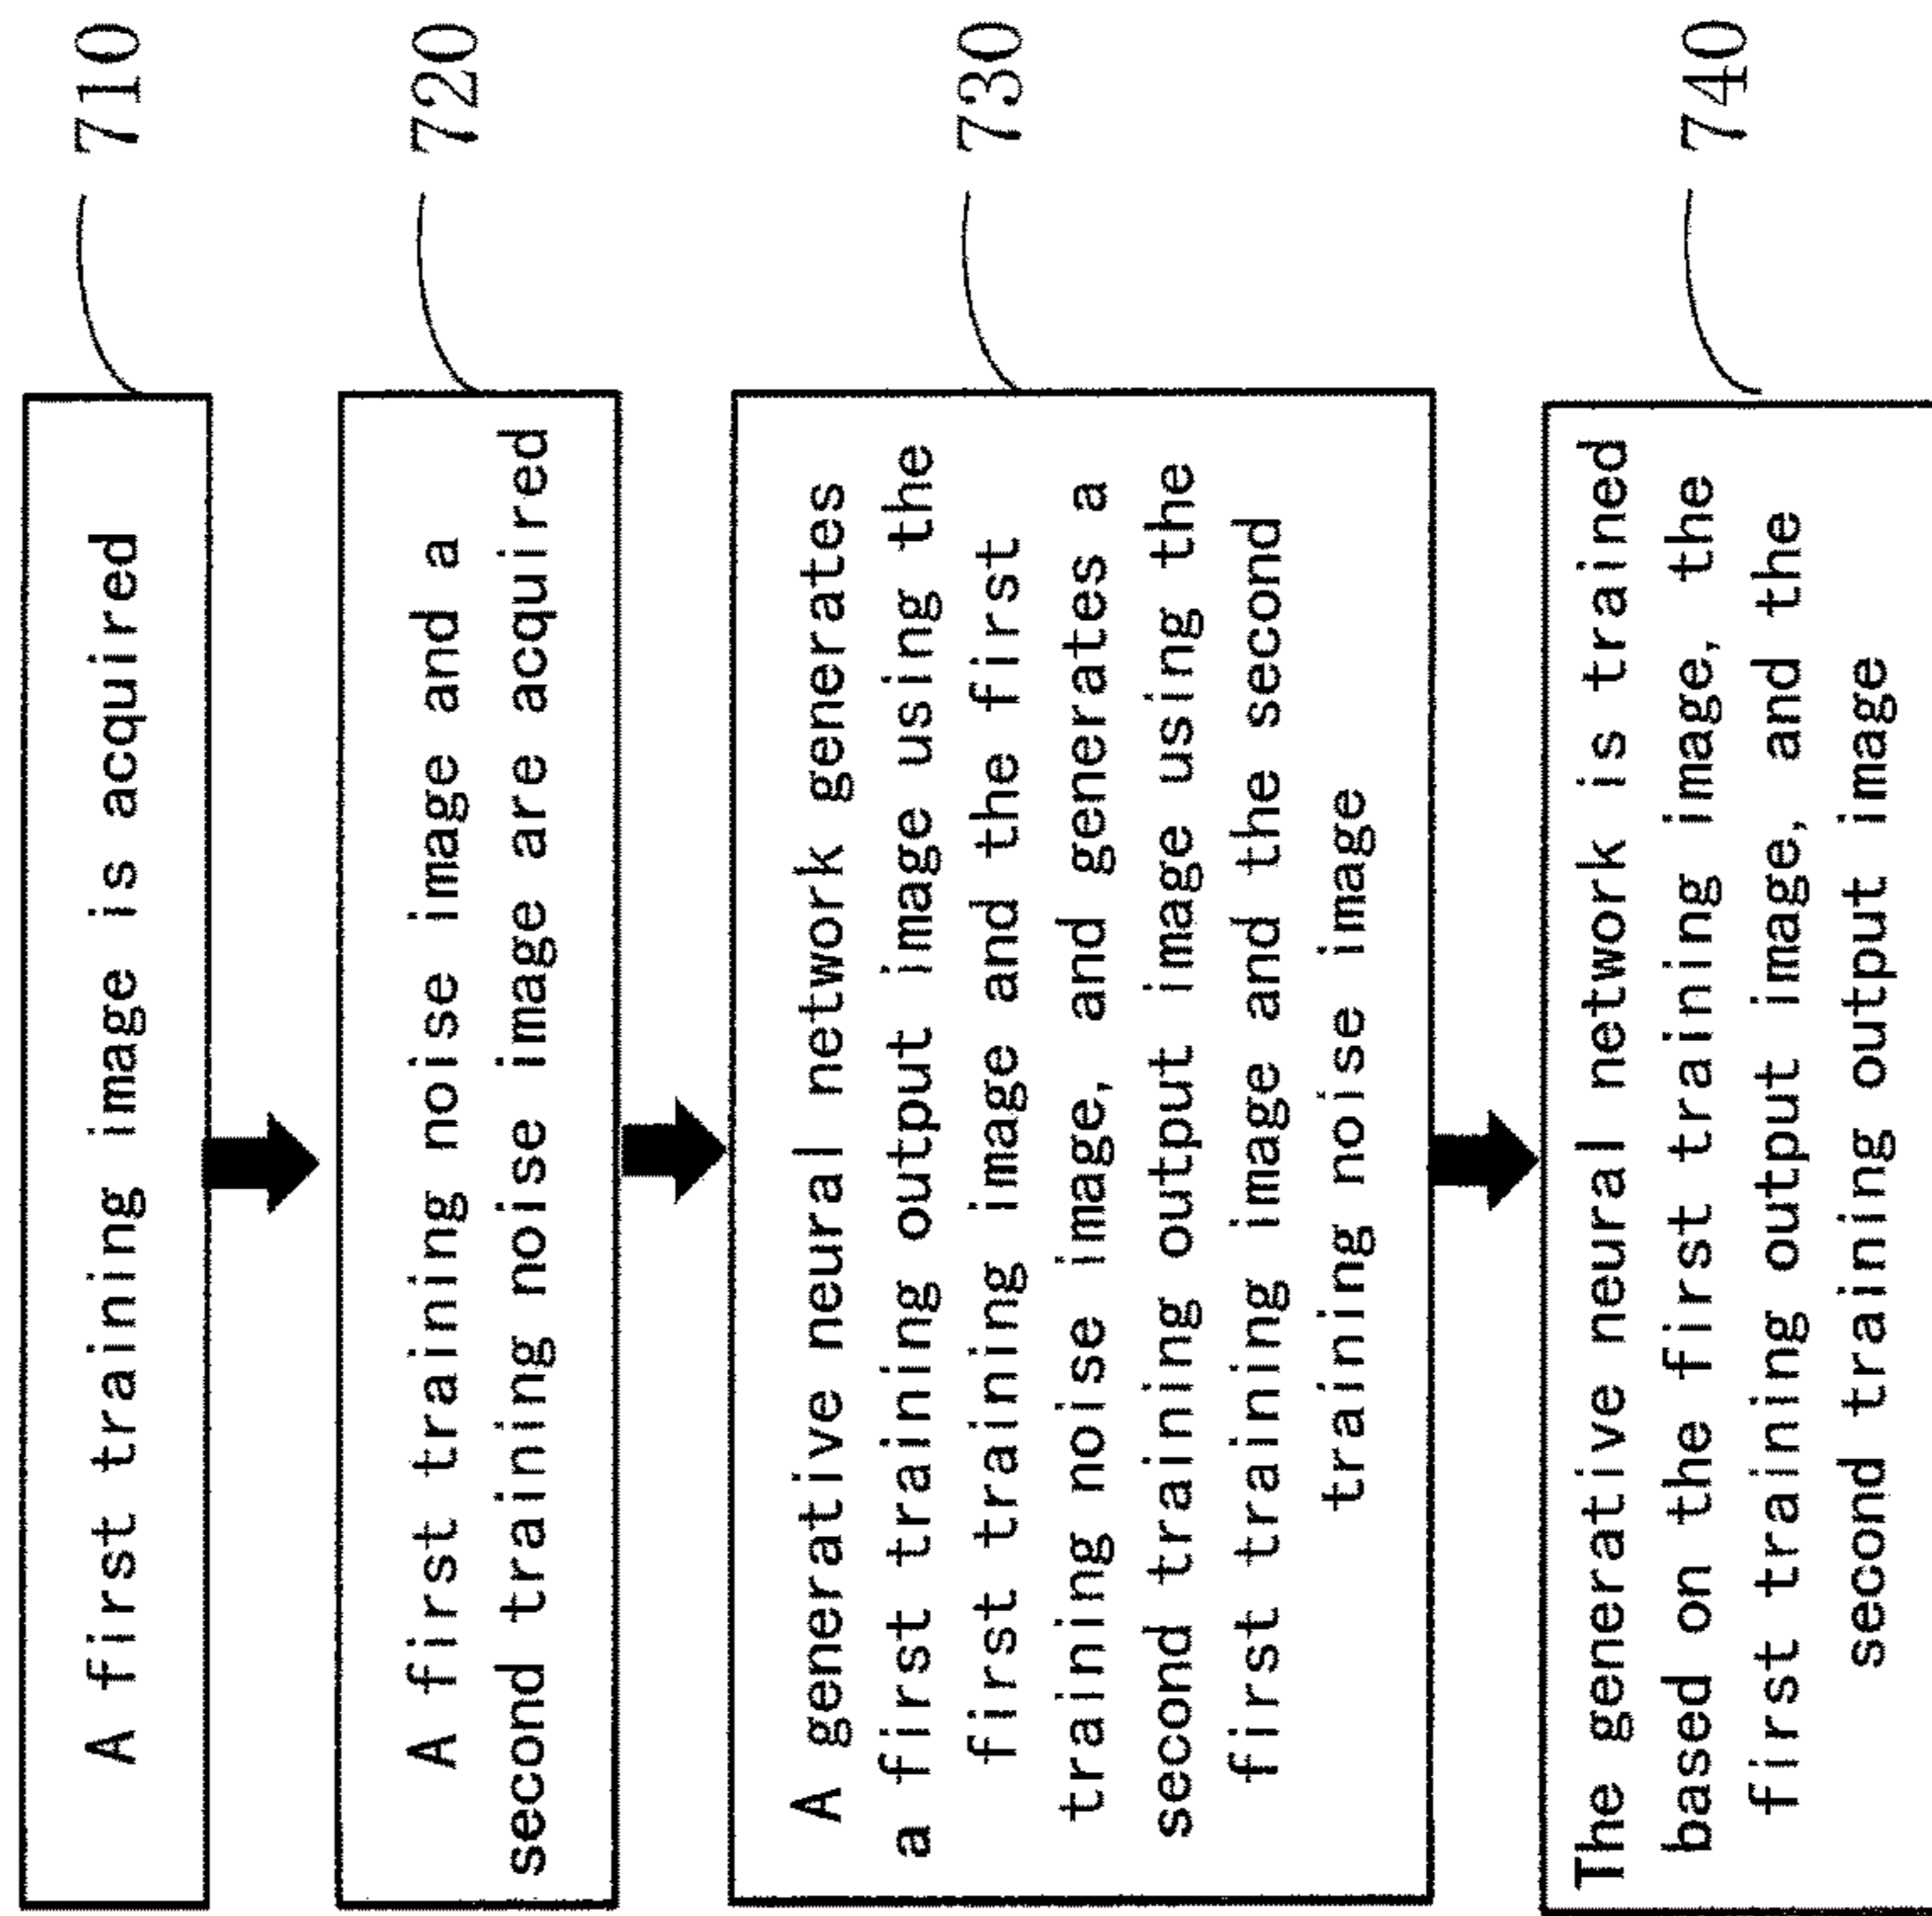 A first training image is acquired
710
A first training noise image and a
second training noise image are acquired
720
A generative neural network generates
a first training output image using the
first training image and the first
training noise image, and generates a
second training output image using the
first training image and the second
training noise image
730
The generative neural network is trained
based on the first training image, the
first training output image, and the
second training output image
740